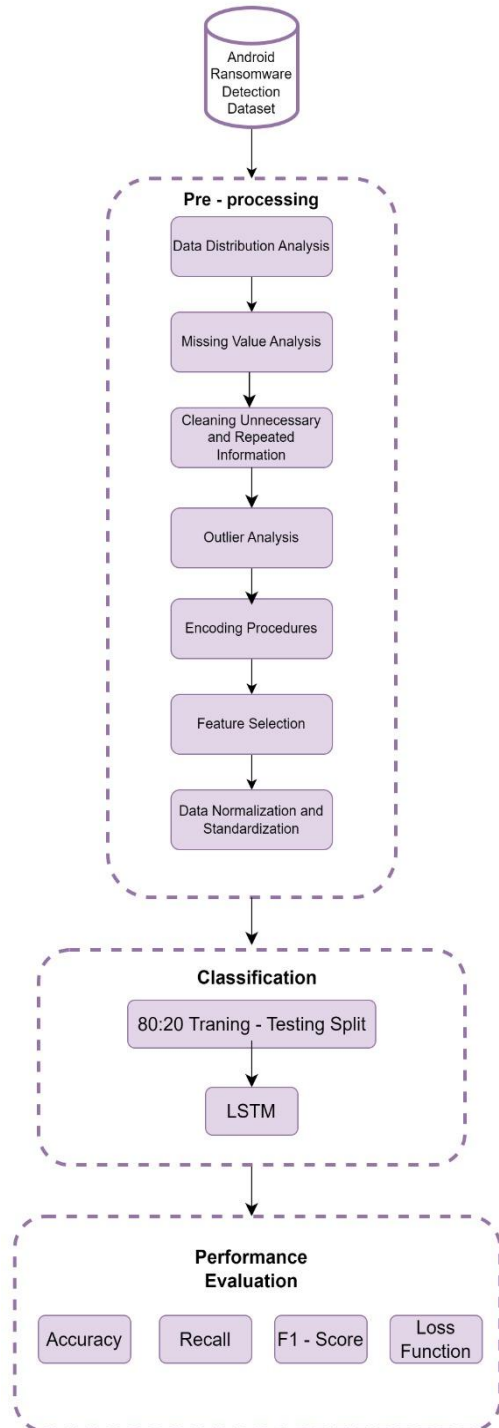 Android
Ransomware
Detection
Dataset
Pre - processing
Data Distribution Analysis
Missing Value Analysis
Cleaning Unnecessary
and Repeated
Information
Outlier Analysis
Encoding Procedures
Feature Selection
Data Normalization and
Standardization
Classification
80:20 Traning - Testing Split
LSTM
Performance
Evaluation
Accuracy
Recall
F1 - Score
Loss
Function